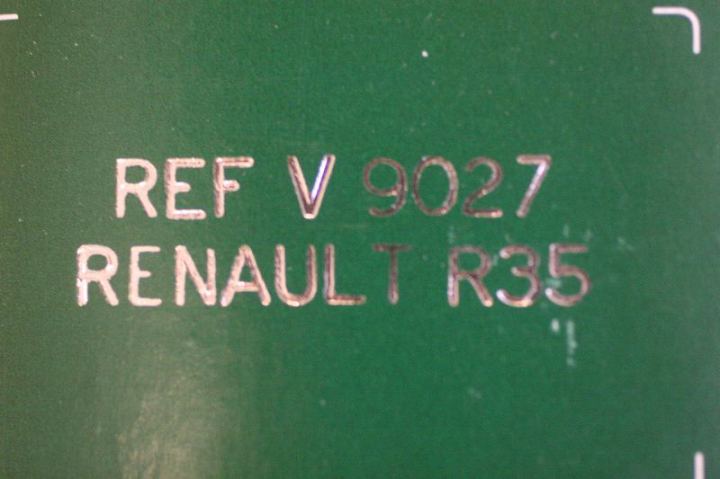 REF V 9027
RENAULT R35